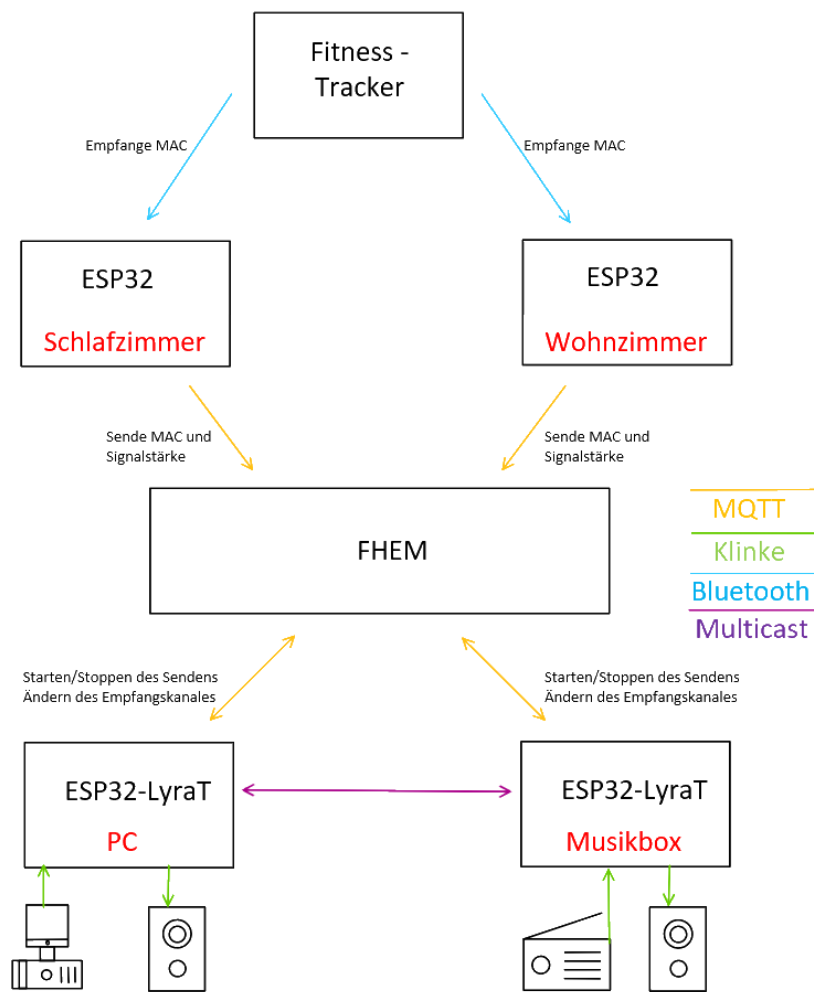 Fitness -
Tracker
Empfange MAC
Empfange MAC
ESP32
Schlafzimmer
ESP32
Wohnzimmer
Sende MAC und
Signalstärke
Sende MAC und
Signalstärke
FHEM
MQTT
Klinke
Bluetooth
Multicast
Starten/Stoppen des Sendens
Ändern des Empfangskanales
Starten/Stoppen des Sendens
Ändern des Empfangskanales
ESP32-LyraT
PC
ESP32-LyraT
Musikbox